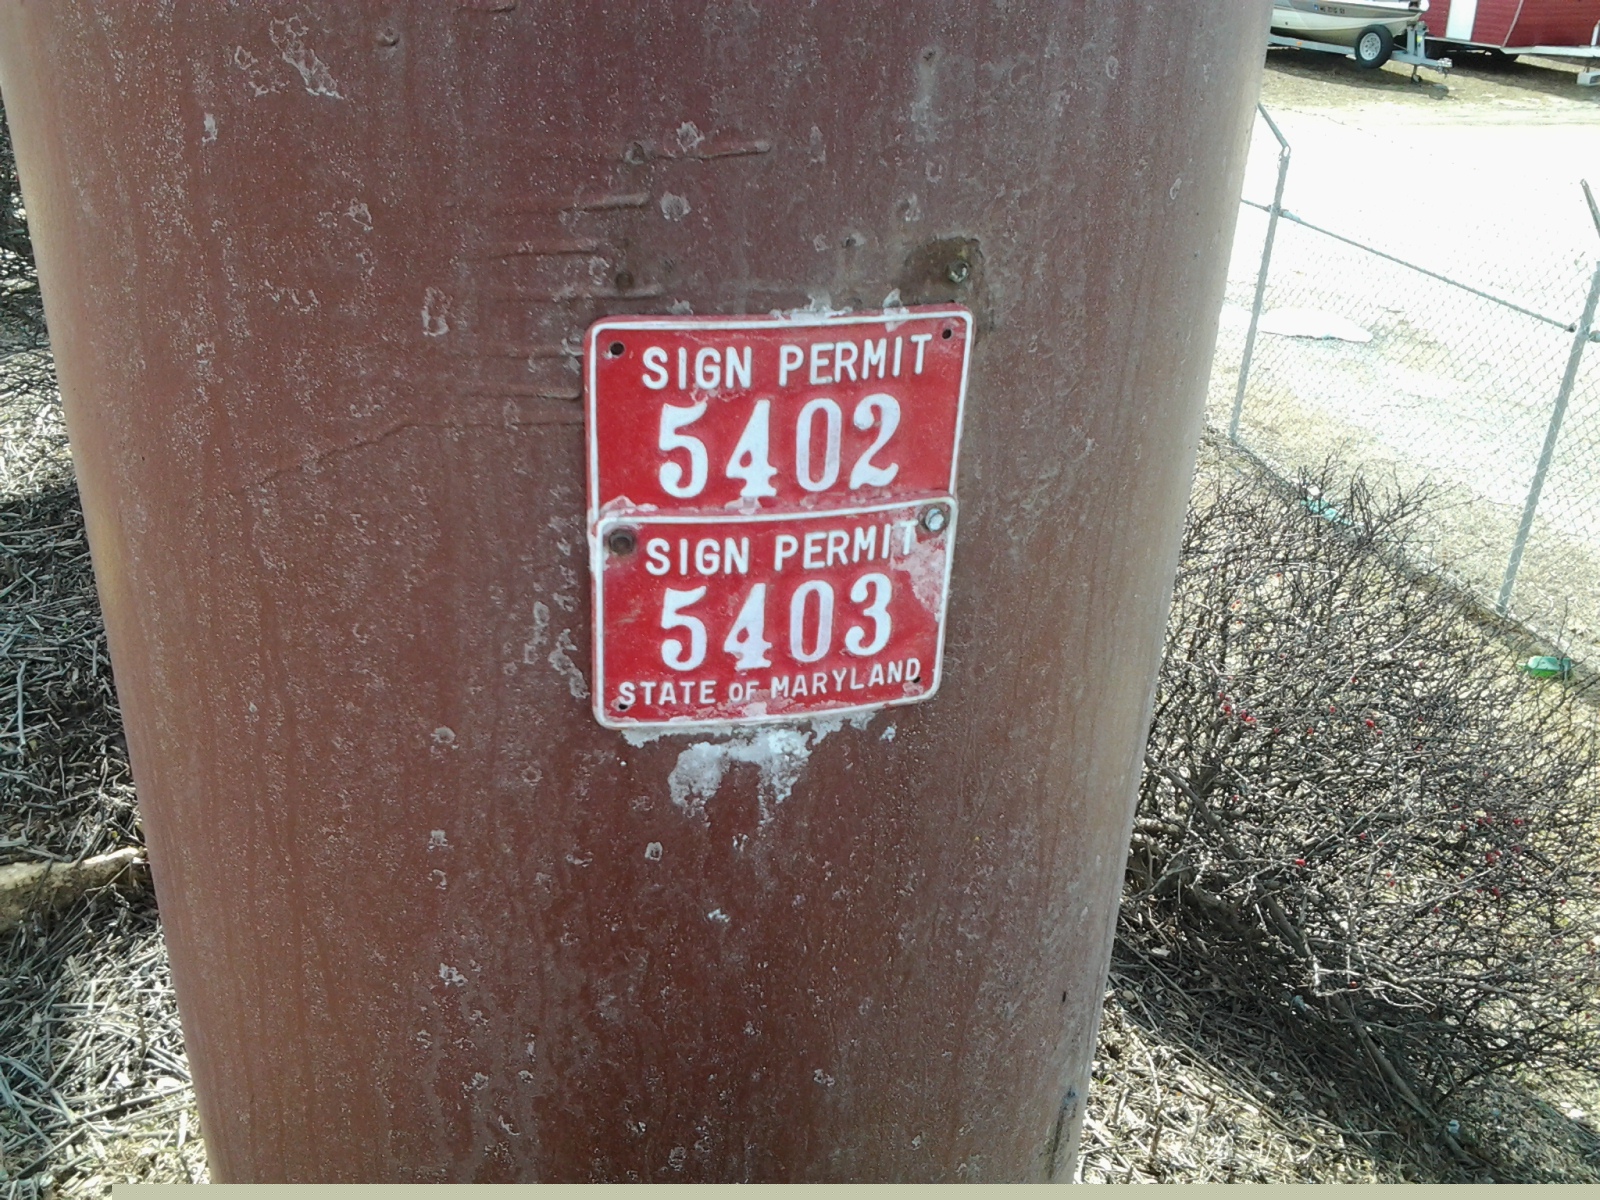 SIGN PERMIT
5402
SIGN PERMIT
5403
STATE OF MARYLAND